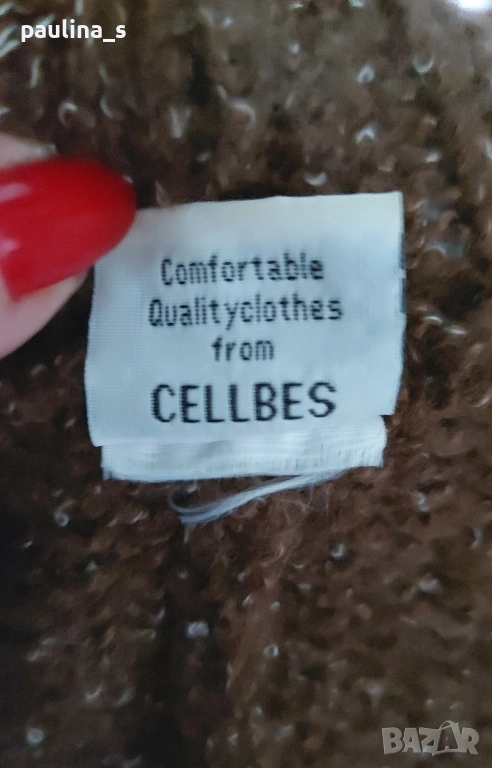 paulina_s
Comfortable
Qualityclothes
from
CELLBES
BAZAR